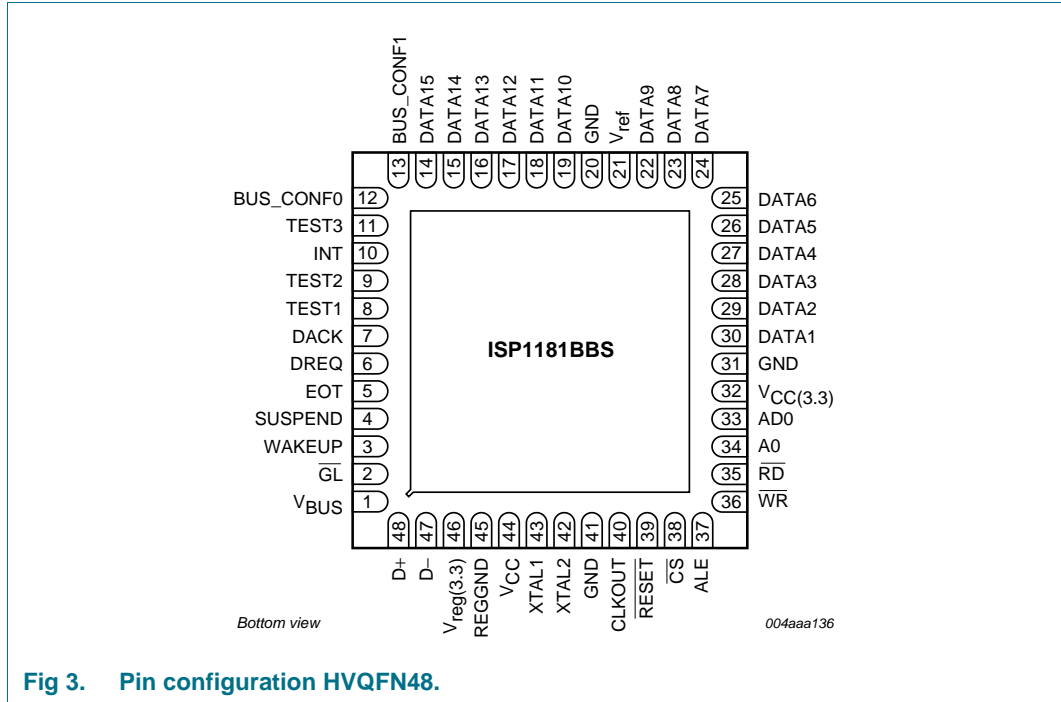 BUS_CONF1
DATA15
DATA14
DATA13
DATA12
DATA11
DATA10
GND
Vref
DATA9
DATA8
DATA7
13 14 15 16 17 18 19 20 21 22 23 24
BUS_CONF0 12 25 DATA6
TEST3 11 26 DATA5
INT 10 27 DATA4
TEST2 9 28 DATA3
TEST1 8 29 DATA2
DACK 7 30 DATA1
ISP1181BBS
DREQ 6 31 GND
EOT 5 32 VCC(3.3)
SUSPEND 4 33 AD0
WAKEUP 3 34 A0
G̅L̅ 2 35 R̅D̅
VBUS 1 36 W̅R̅
48 47 46 45 44 43 42 41 40 39 38 37
D+
D−
Vreg(3.3)
REGGND
VCC
XTAL1
XTAL2
GND
CLKOUT
R̅E̅S̅E̅T̅
C̅S̅
ALE
Bottom view
004aaa136
Fig 3. Pin configuration HVQFN48.